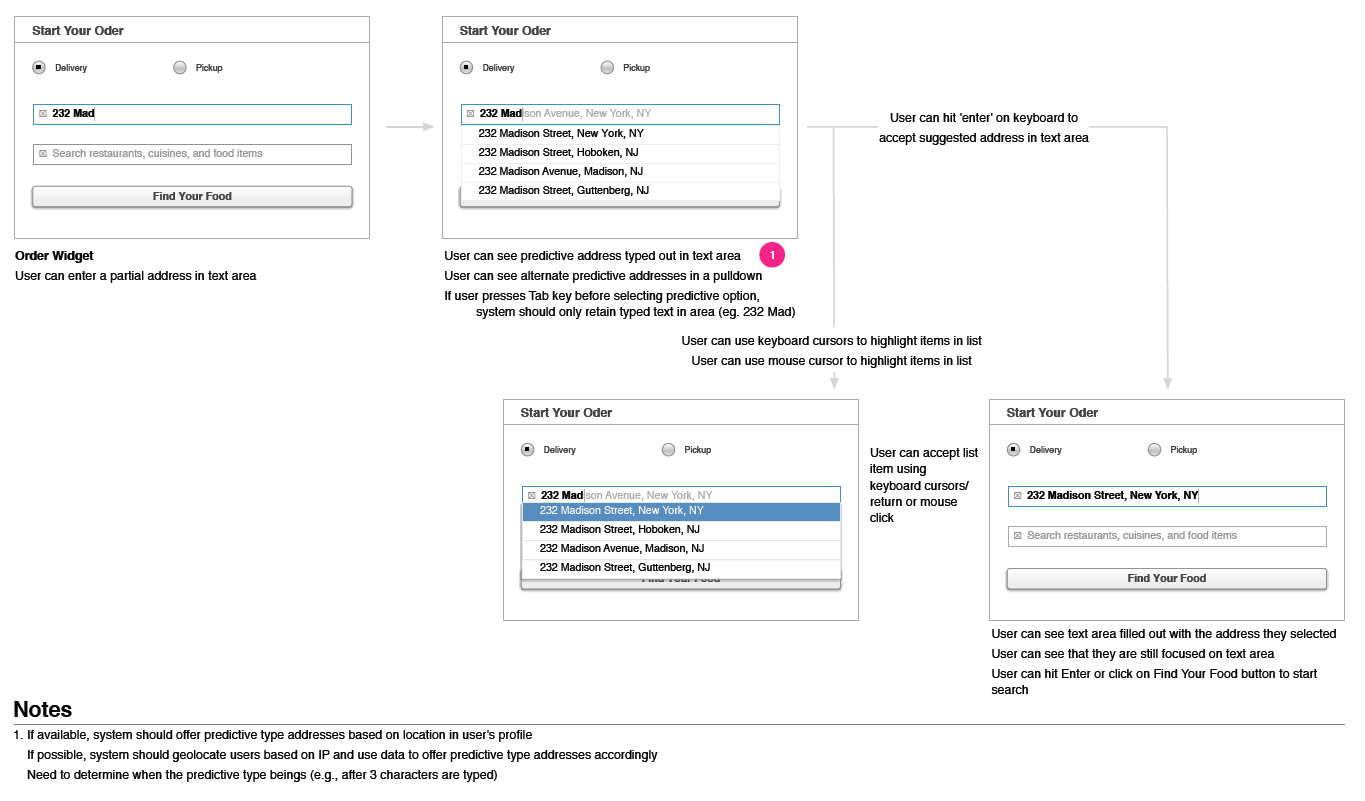 Start Your Oder
Delivery
Pickup
232 Mad
Search restaurants, cuisines, and food items
Find Your Food
Order Widget
User can enter a partial address in text area
Start Your Oder
Delivery
Pickup
232 Madison Avenue, New York, NY
232 Madison Street, New York, NY
232 Madison Street, Hoboken, NJ
232 Madison Avenue, Madison, NJ
232 Madison Street, Guttenberg, NJ
User can see predictive address typed out in text area
1
User can see alternate predictive addresses in a pulldown
If user presses Tab key before selecting predictive option,
system should only retain typed text in area (eg. 232 Mad)
User can hit 'enter' on keyboard to
accept suggested address in text area
User can use keyboard cursors to highlight items in list
User can use mouse cursor to highlight items in list
Start Your Oder
Delivery
Pickup
232 Madison Avenue, New York, NY
232 Madison Street, New York, NY
232 Madison Street, Hoboken, NJ
232 Madison Avenue, Madison, NJ
232 Madison Street, Guttenberg, NJ
Find Your Food
User can accept list
item using
keyboard cursors/
return or mouse
click
Start Your Oder
Delivery
Pickup
232 Madison Street, New York, NY
Search restaurants, cuisines, and food items
Find Your Food
User can see text area filled out with the address they selected
User can see that they are still focused on text area
User can hit Enter or click on Find Your Food button to start
search
Notes
1. If available, system should offer predictive type addresses based on location in user's profile
If possible, system should geolocate users based on IP and use data to offer predictive type addresses accordingly
Need to determine when the predictive type beings (e.g., after 3 characters are typed)